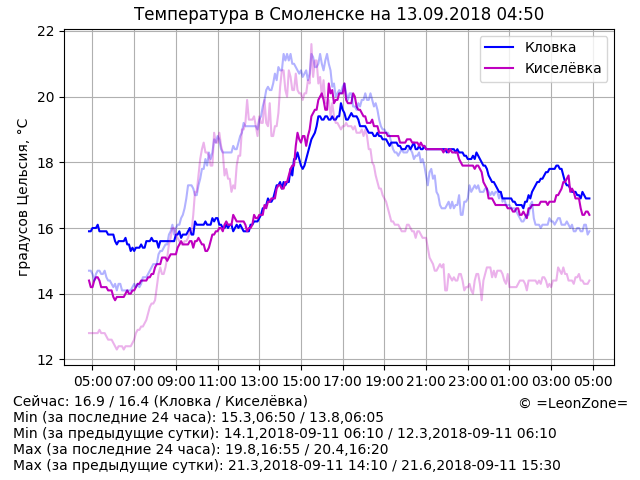 Температура в Смоленске на 13.09.2018 04:50
градусов Цельсия, °C
22
20
18
16
14
12
Кловка
Киселёвка
05:00 07:00 09:00 11:00 13:00 15:00 17:00 19:00 21:00 23:00 01:00 03:00 05:00
Сейчас: 16.9 / 16.4 (Кловка / Киселёвка)
© =LeonZone=
Min (за последние 24 часа): 15.3,06:50 / 13.8,06:05
Min (за предыдущие сутки): 14.1,2018-09-11 06:10 / 12.3,2018-09-11 06:10
Max (за последние 24 часа): 19.8,16:55 / 20.4,16:20
Max (за предыдущие сутки): 21.3,2018-09-11 14:10 / 21.6,2018-09-11 15:30